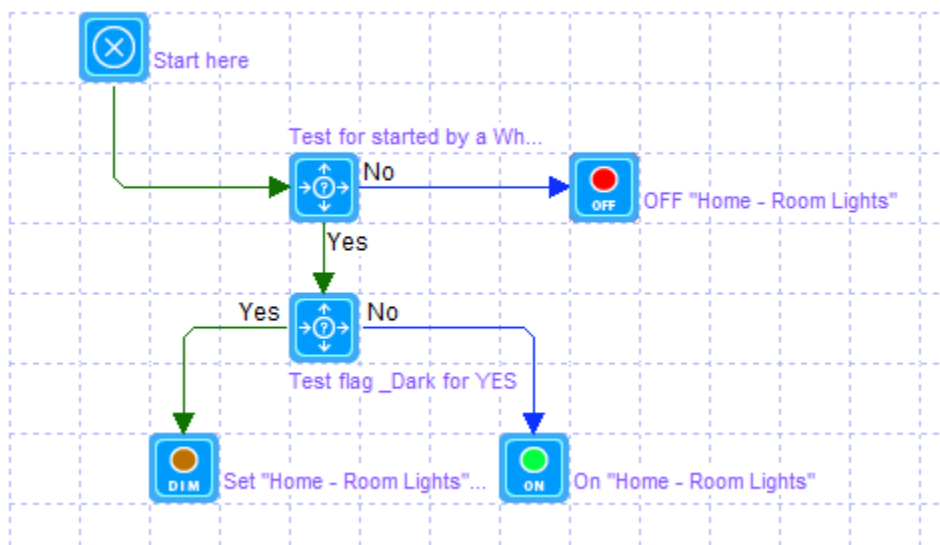 Start here
Test for started by a Wh...
No
OFF
OFF "Home - Room Lights"
Yes
Yes
No
Test flag _Dark for YES
DIM
Set "Home - Room Lights"...
ON
On "Home - Room Lights"